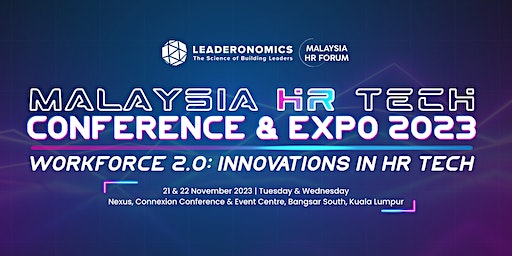 LEADERONOMICS
The Science of Building Leaders
MALAYSIA
HR FORUM
MALAYSIA HR TECH
CONFERENCE & EXPO 2023
WORKFORCE 2.0: INNOVATIONS IN HR TECH
21 & 22 November 2023 | Tuesday & Wednesday
Nexus, Connexion Conference & Event Centre, Bangsar South, Kuala Lumpur